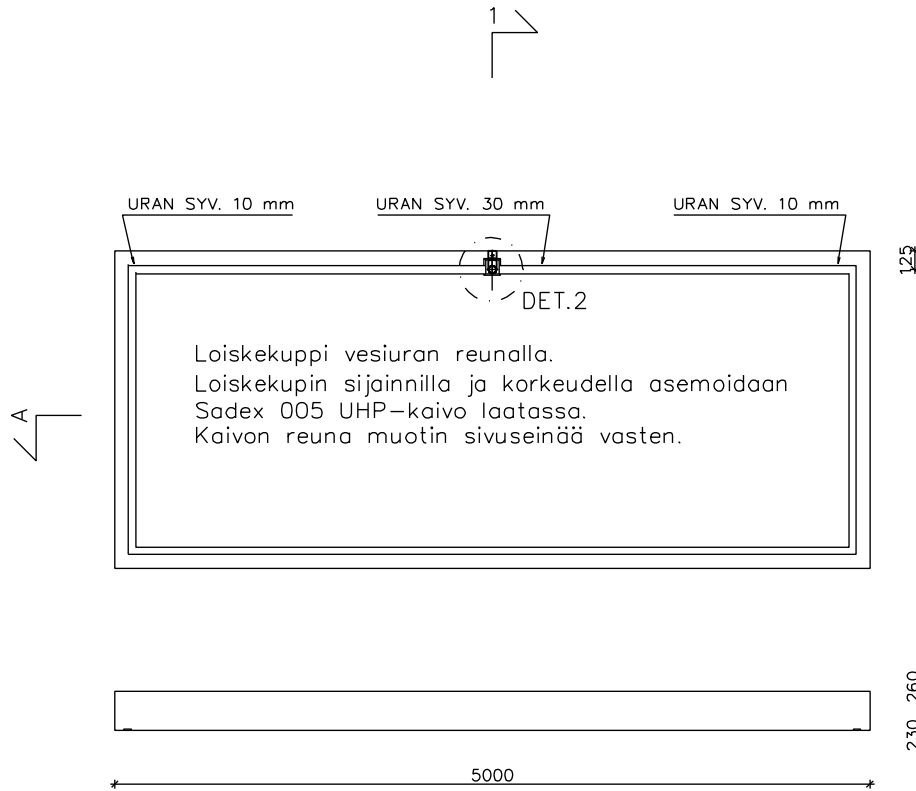 1
URAN SYV. 10 mm
URAN SYV. 30 mm
URAN SYV. 10 mm
125
DET.2
Loiskekuppi vesiuran reunalla.
Loiskekupin sijainnilla ja korkeudella asemoidaan
Sadex 005 UHP-kaivo laatassa.
Kaivon reuna muotin sivuseinää vasten.
A
260
230
5000